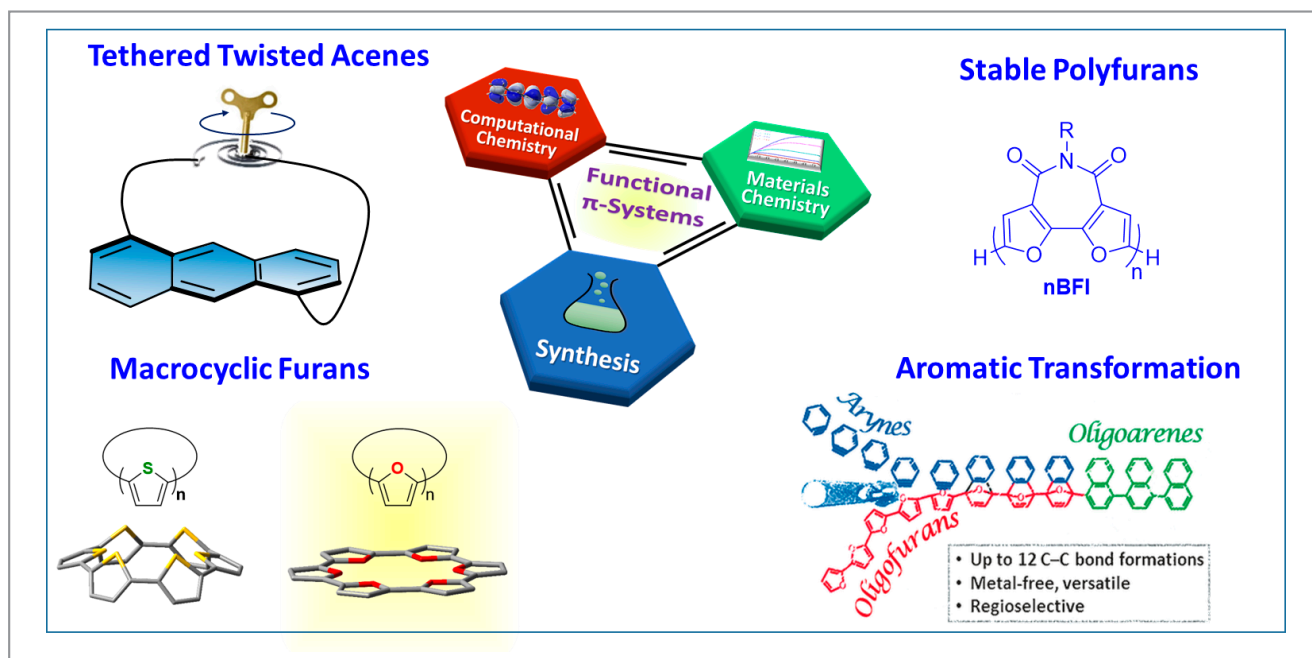 Tethered Twisted Acenes
Computational
Chemistry
Materials
Chemistry
Functional
π-Systems
Synthesis
Stable Polyfurans
R
O
N
O
H
O
O
n
H
nBFI
Macrocyclic Furans
S
n
O
n
Aromatic Transformation
Arynes
Oligoarenes
Oligofurans
• Up to 12 C–C bond formations
• Metal-free, versatile
• Regioselective